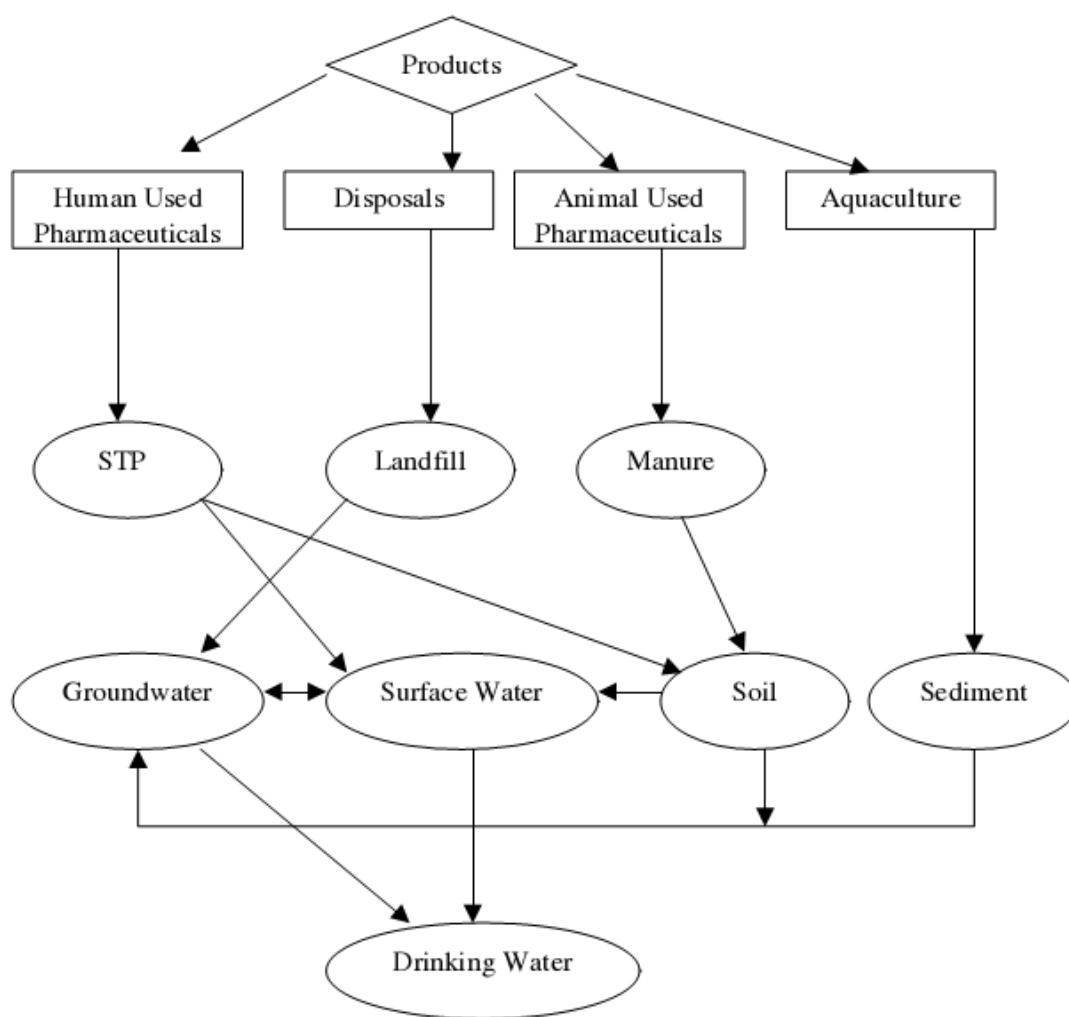 Products
Human Used
Pharmaceuticals
Disposals
Animal Used
Pharmaceuticals
Aquaculture
STP
Landfill
Manure
Groundwater
Surface Water
Soil
Sediment
Drinking Water